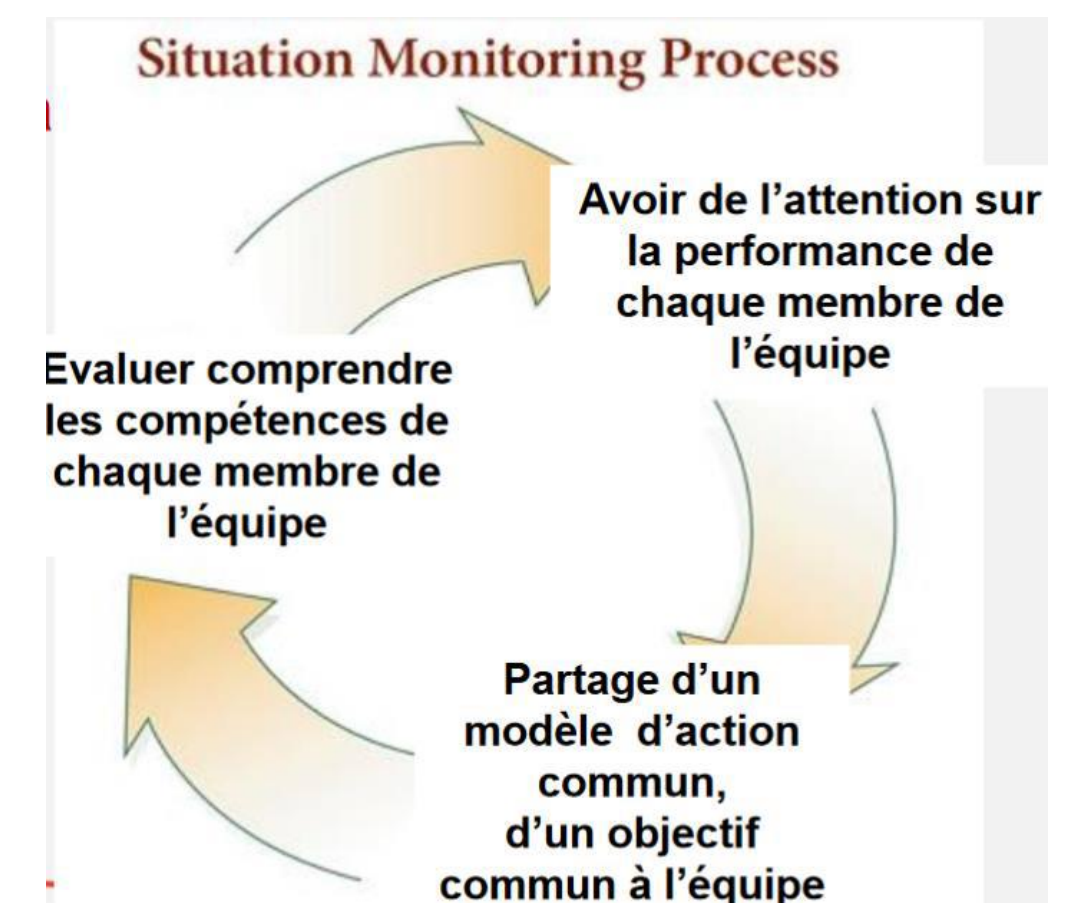 Situation Monitoring Process
Avoir de l'attention sur
la performance de
chaque membre de
l'équipe
Evaluer comprendre
les compétences de
chaque membre de
l'équipe
Partage d'un
modèle d'action
commun,
d'un objectif
commun à l'équipe